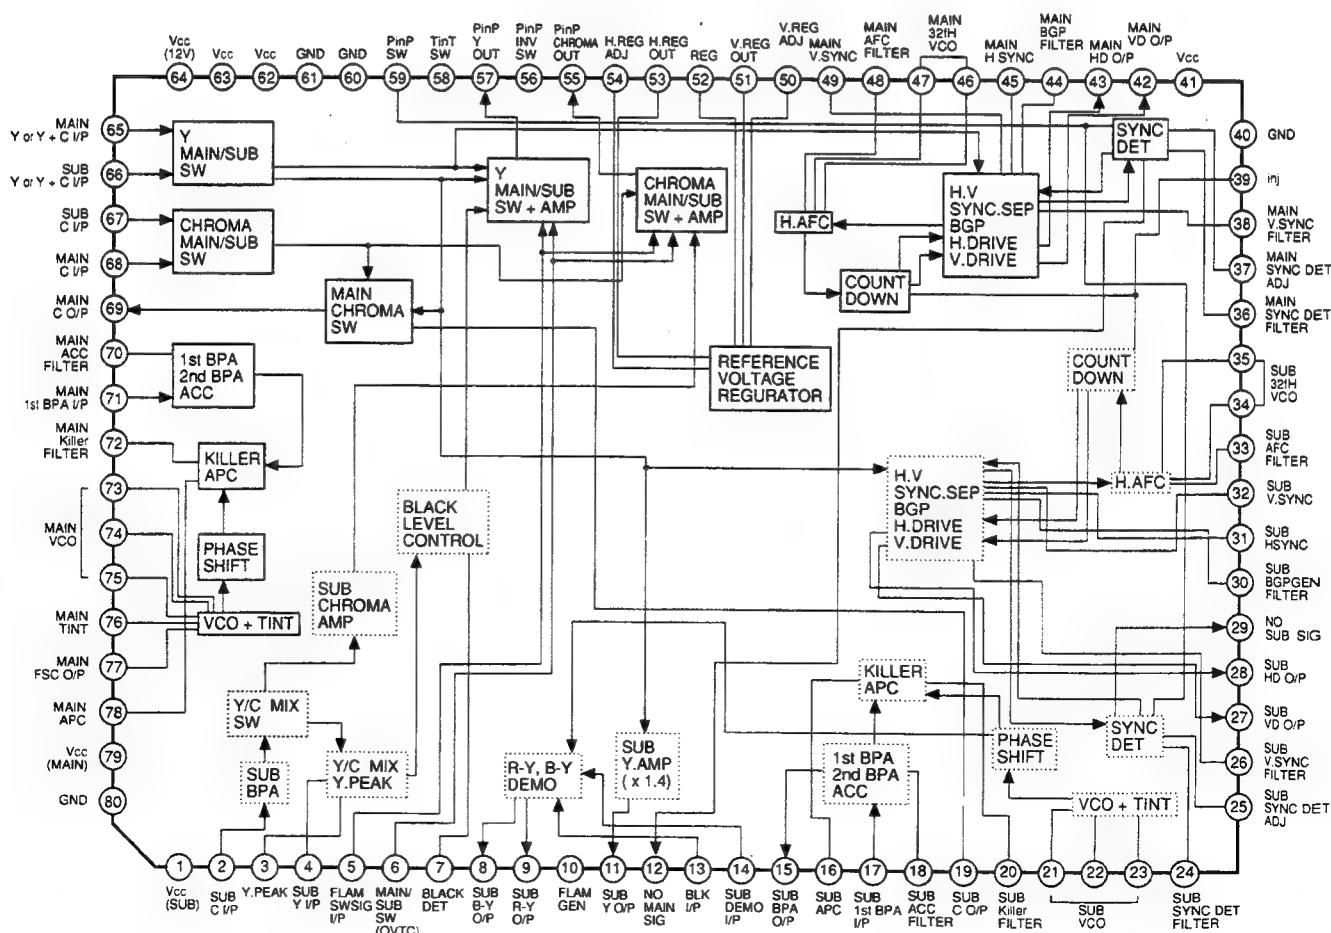 Vcc
(12V)
Vcc
Vcc
GND
GND
PinP
SW
TinT
SW
PinP
Y
OUT
PinP
INV
SW
PinP
CHROMA
OUT
H.REG
ADJ
H.REG
OUT
REG
V.REG
OUT
V.REG
ADJ
MAIN
V.SYNC
MAIN
AFC
FILTER
MAIN
32fH
VCO
MAIN
H SYNC
MAIN
BGP
FILTER
MAIN
HD O/P
MAIN
VD O/P
Vcc
64 63 62 61 60 59 58 57 56 55 54 53 52 51 50 49 48 47 46 45 44 43 42 41
MAIN
Y or Y + C I/P
65
SUB
Y or Y + C I/P
66
SUB
C I/P
67
MAIN
C I/P
68
MAIN
C O/P
69
MAIN
ACC
FILTER
70
MAIN
1st BPA I/P
71
MAIN
Killer
FILTER
72
73
MAIN
VCO
74
75
MAIN
TINT
76
MAIN
FSC O/P
77
MAIN
APC
78
Vcc
(MAIN)
79
GND
80
Y
MAIN/SUB
SW
CHROMA
MAIN/SUB
SW
MAIN
CHROMA
SW
Y
MAIN/SUB
SW + AMP
CHROMA
MAIN/SUB
SW + AMP
H.AFC
COUNT
DOWN
H.V
SYNC.SEP
BGP
H.DRIVE
V.DRIVE
SYNC
DET
1st BPA
2nd BPA
ACC
KILLER
APC
PHASE
SHIFT
VCO + TINT
REFERENCE
VOLTAGE
REGURATOR
COUNT
DOWN
H.AFC
H.V
SYNC.SEP
BGP
H.DRIVE
V.DRIVE
BLACK
LEVEL
CONTROL
SUB
CHROMA
AMP
Y/C MIX
SW
SUB
BPA
Y/C MIX
Y.PEAK
R-Y, B-Y
DEMO
SUB
Y.AMP
( x 1.4)
KILLER
APC
1st BPA
2nd BPA
ACC
PHASE
SHIFT
SYNC
DET
VCO + TINT
40
GND
39
inj
38
MAIN
V.SYNC
FILTER
37
MAIN
SYNC DET
ADJ
36
MAIN
SYNC DET
FILTER
35
SUB
32fH
VCO
34
33
SUB
AFC
FILTER
32
SUB
V.SYNC
31
SUB
HSYNC
30
SUB
BGPGEN
FILTER
29
NO
SUB SIG
28
SUB
HD O/P
27
SUB
VD O/P
26
SUB
V.SYNC
FILTER
25
SUB
SYNC DET
ADJ
1 2 3 4 5 6 7 8 9 10 11 12 13 14 15 16 17 18 19 20 21 22 23 24
Vcc
(SUB)
SUB
C I/P
Y.PEAK
SUB
Y I/P
FLAM
SWSIG
I/P
MAIN/
SUB
SW
(OVTC)
BLACK
DET
SUB
B-Y
O/P
SUB
R-Y
O/P
FLAM
GEN
SUB
Y O/P
NO
MAIN
SIG
BLK
I/P
SUB
DEMO
I/P
SUB
BPA
O/P
SUB
APC
SUB
1st BPA
I/P
SUB
ACC
FILTER
SUB
C O/P
SUB
Killer
FILTER
SUB
VCO
SUB
SYNC DET
FILTER